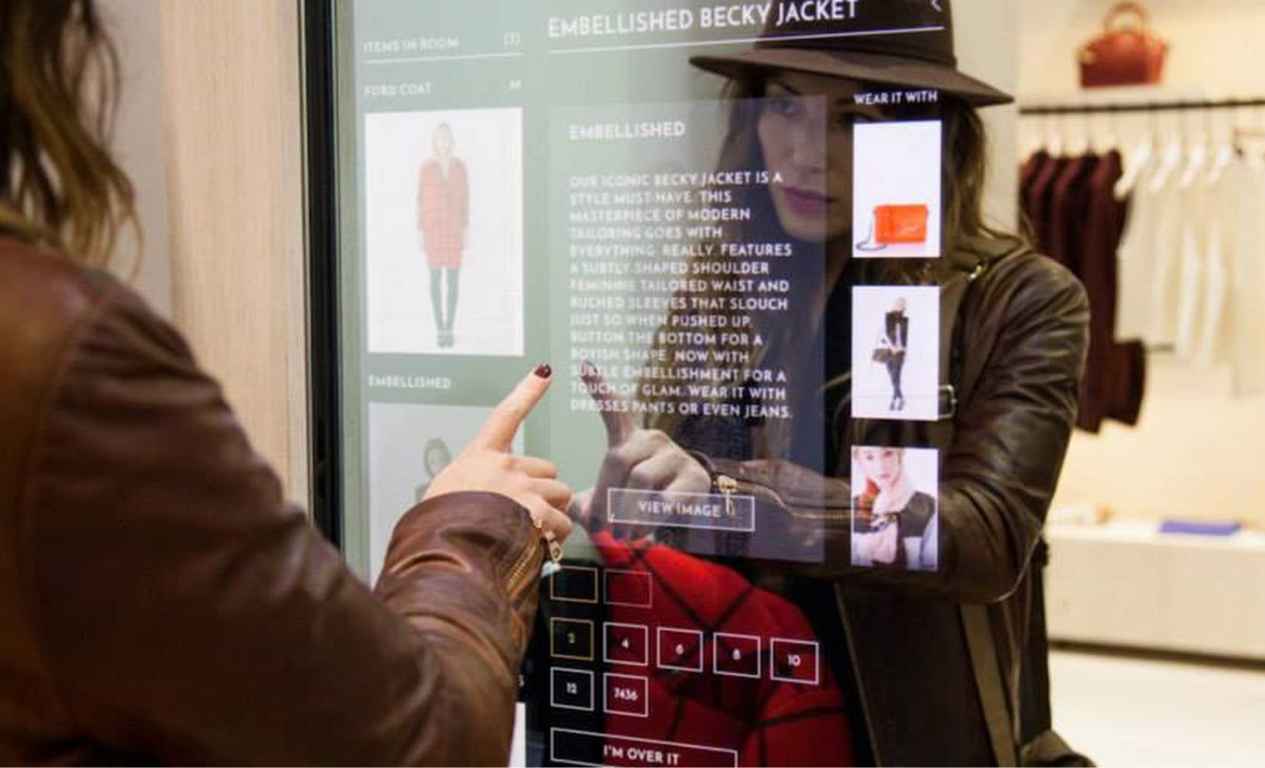 EMBELLISHED BECKY JACKET
ITEMS IN ROOM
FORD COAT M
EMBELLISHED
EMBELLISHED
OUR ICONIC BECKY JACKET IS A
STYLE MUST-HAVE. THIS
MASTERPIECE OF MODERN
TAILORING GOES WITH
EVERYTHING. REALLY. FEATURES
A SUBTLY SHAPED SHOULDER
FEMININE TAILORED WAIST AND
RUCHED SLEEVES THAT SLOUCH
JUST SO WHEN PUSHED UP.
BUTTON THE BOTTOM FOR A
BOYISH SHAPE. NOW WITH
SUBTLE EMBELLISHMENT FOR A
TOUCH OF GLAM. WEAR IT WITH
DRESSES PANTS OR EVEN JEANS.
VIEW IMAGE
2 4 6 8 10
12 7436
I'M OVER IT
WEAR IT WITH